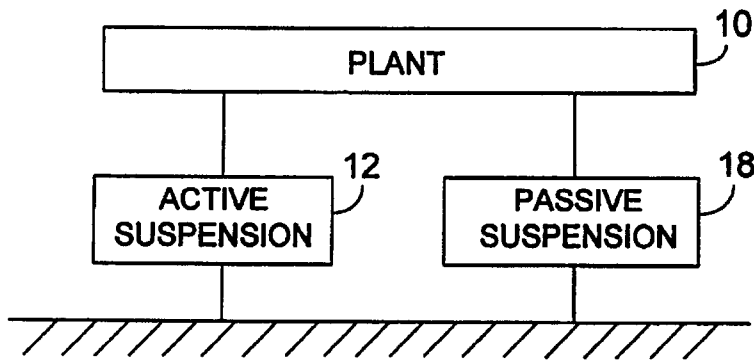 10
PLANT
12
18
ACTIVE
SUSPENSION
PASSIVE
SUSPENSION